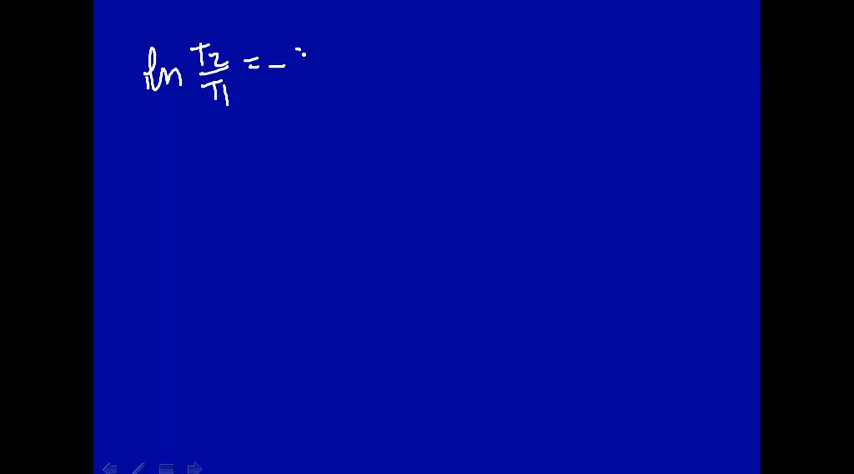 ln T2/T1 = -